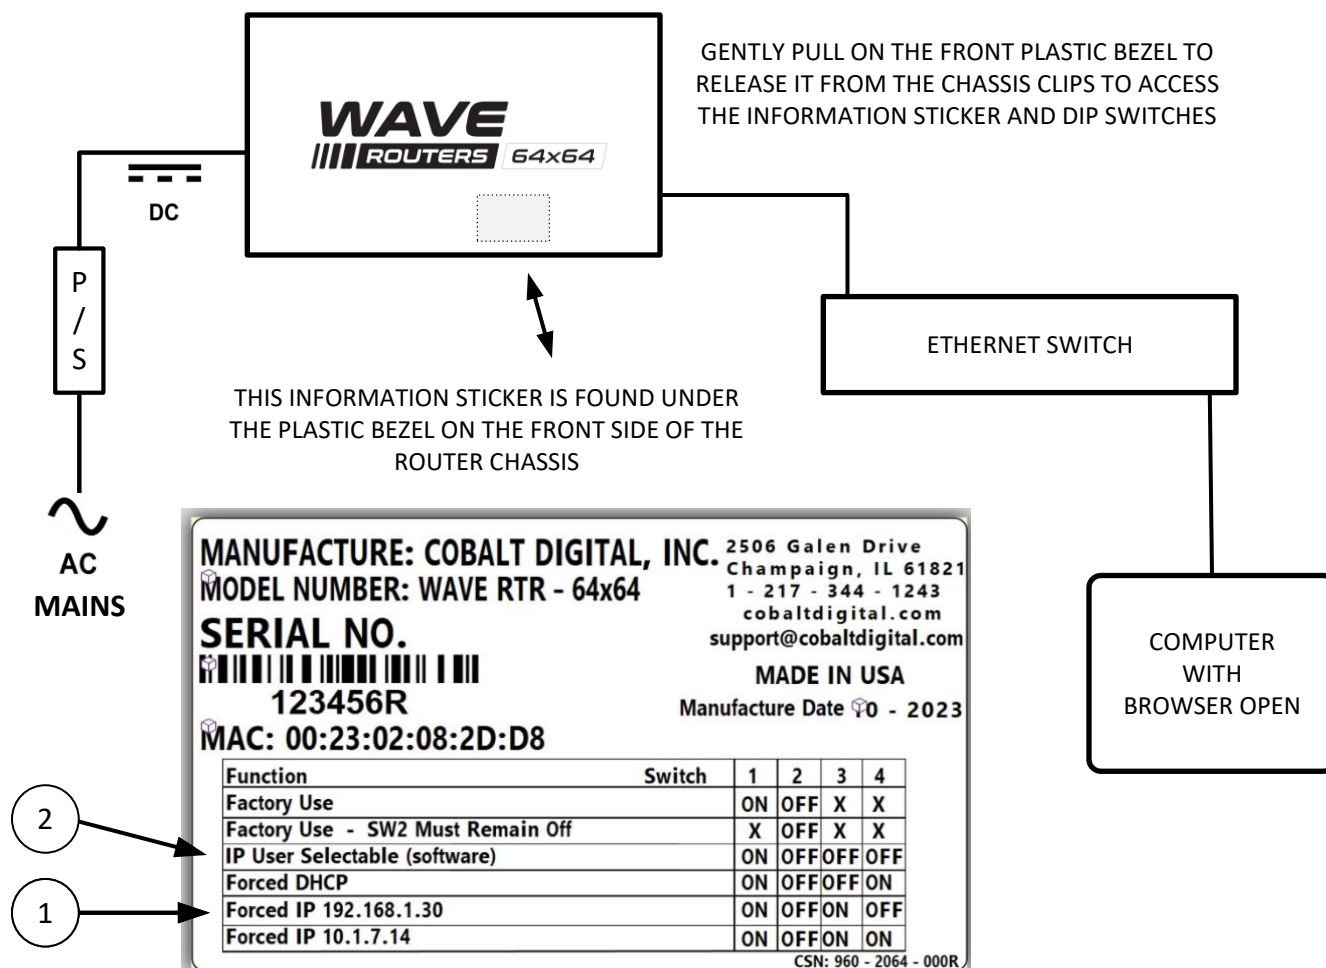 GENTLY PULL ON THE FRONT PLASTIC BEZEL TO
RELEASE IT FROM THE CHASSIS CLIPS TO ACCESS
THE INFORMATION STICKER AND DIP SWITCHES
WAVE
ROUTERS 64x64
DC
P
/
S
ETHERNET SWITCH
THIS INFORMATION STICKER IS FOUND UNDER
THE PLASTIC BEZEL ON THE FRONT SIDE OF THE
ROUTER CHASSIS
AC
MAINS
COMPUTER
WITH
BROWSER OPEN
MANUFACTURE: COBALT DIGITAL, INC.
MODEL NUMBER: WAVE RTR - 64x64
2506 Galen Drive
Champaign, IL 61821
1 - 217 - 344 - 1243
cobaltdigital.com
support@cobaltdigital.com
SERIAL NO.
123456R
MADE IN USA
Manufacture Date 10 - 2023
MAC: 00:23:02:08:2D:D8
Function Switch 1 2 3 4
Factory Use ON OFF X X
Factory Use - SW2 Must Remain Off X OFF X X
IP User Selectable (software) ON OFF OFF OFF
Forced DHCP ON OFF OFF ON
Forced IP 192.168.1.30 ON OFF ON OFF
Forced IP 10.1.7.14 ON OFF ON ON
CSN: 960 - 2064 - 000R
2
1